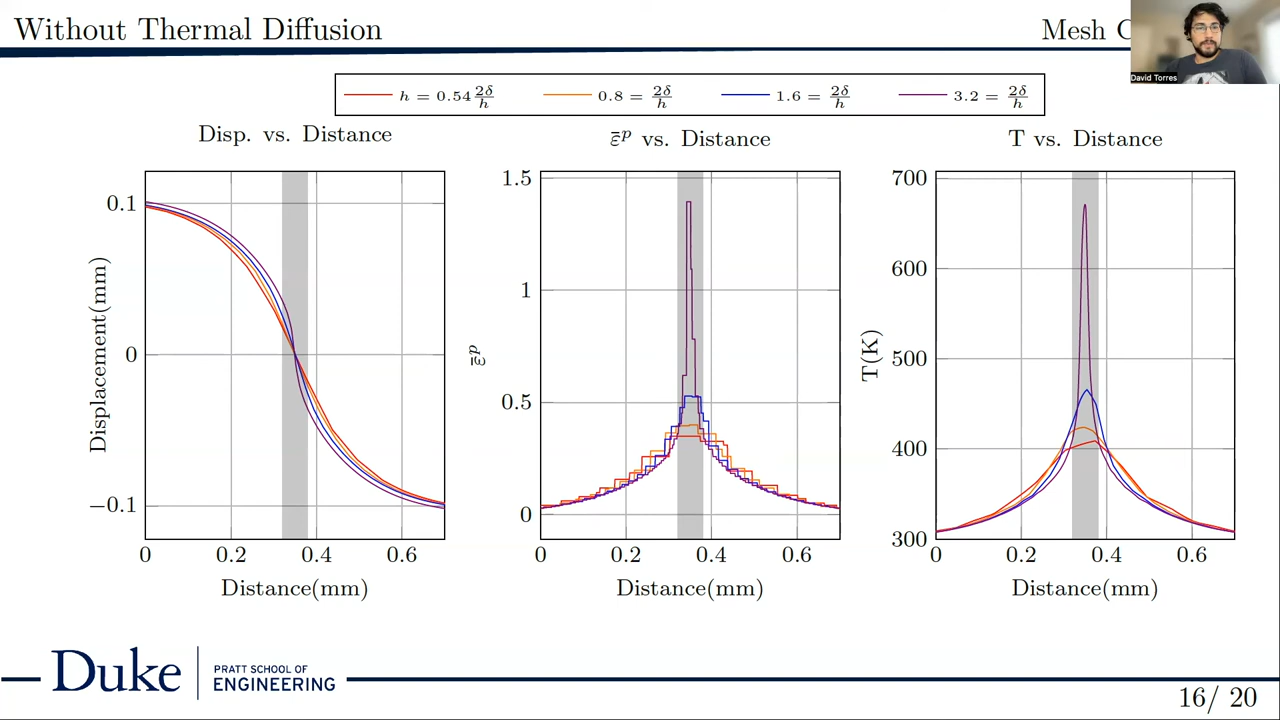 Without Thermal Diffusion
Mesh
David Torres
h = 0.54 2δ/h
0.8 = 2δ/h
1.6 = 2δ/h
3.2 = 2δ/h
Disp. vs. Distance
0.1
0
−0.1
Displacement(mm)
0 0.2 0.4 0.6
Distance(mm)
ε̄ᵖ vs. Distance
1.5
1
0.5
0
ε̄ᵖ
0 0.2 0.4 0.6
Distance(mm)
T vs. Distance
700
600
500
400
300
T(K)
0 0.2 0.4 0.6
Distance(mm)
Duke
PRATT SCHOOL OF
ENGINEERING
16/ 20